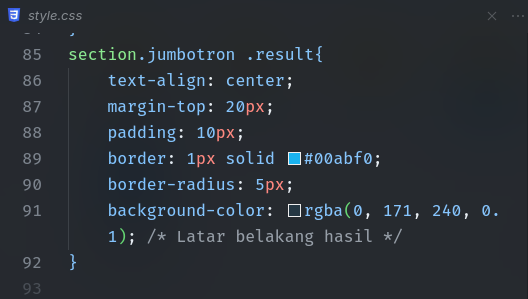 style.css
85 section.jumbotron .result{
86 text-align: center;
87 margin-top: 20px;
88 padding: 10px;
89 border: 1px solid #00abf0;
90 border-radius: 5px;
91 background-color: rgba(0, 171, 240, 0.
1); /* Latar belakang hasil */
92 }
93